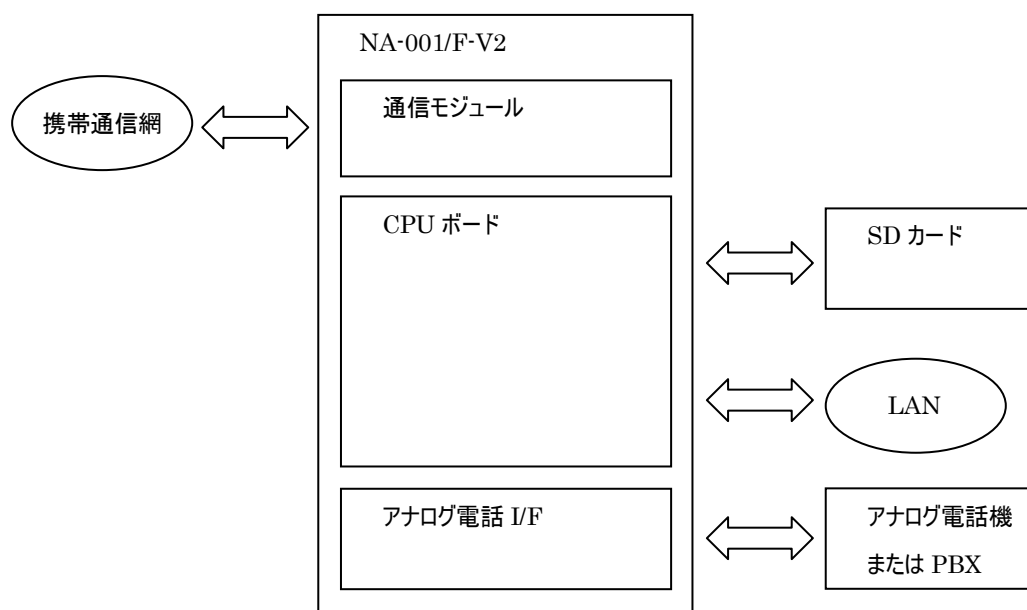 NA-001/F-V2
通信モジュール
携帯通信網
CPU ボード
SD カード
LAN
アナログ電話 I/F
アナログ電話機
または PBX